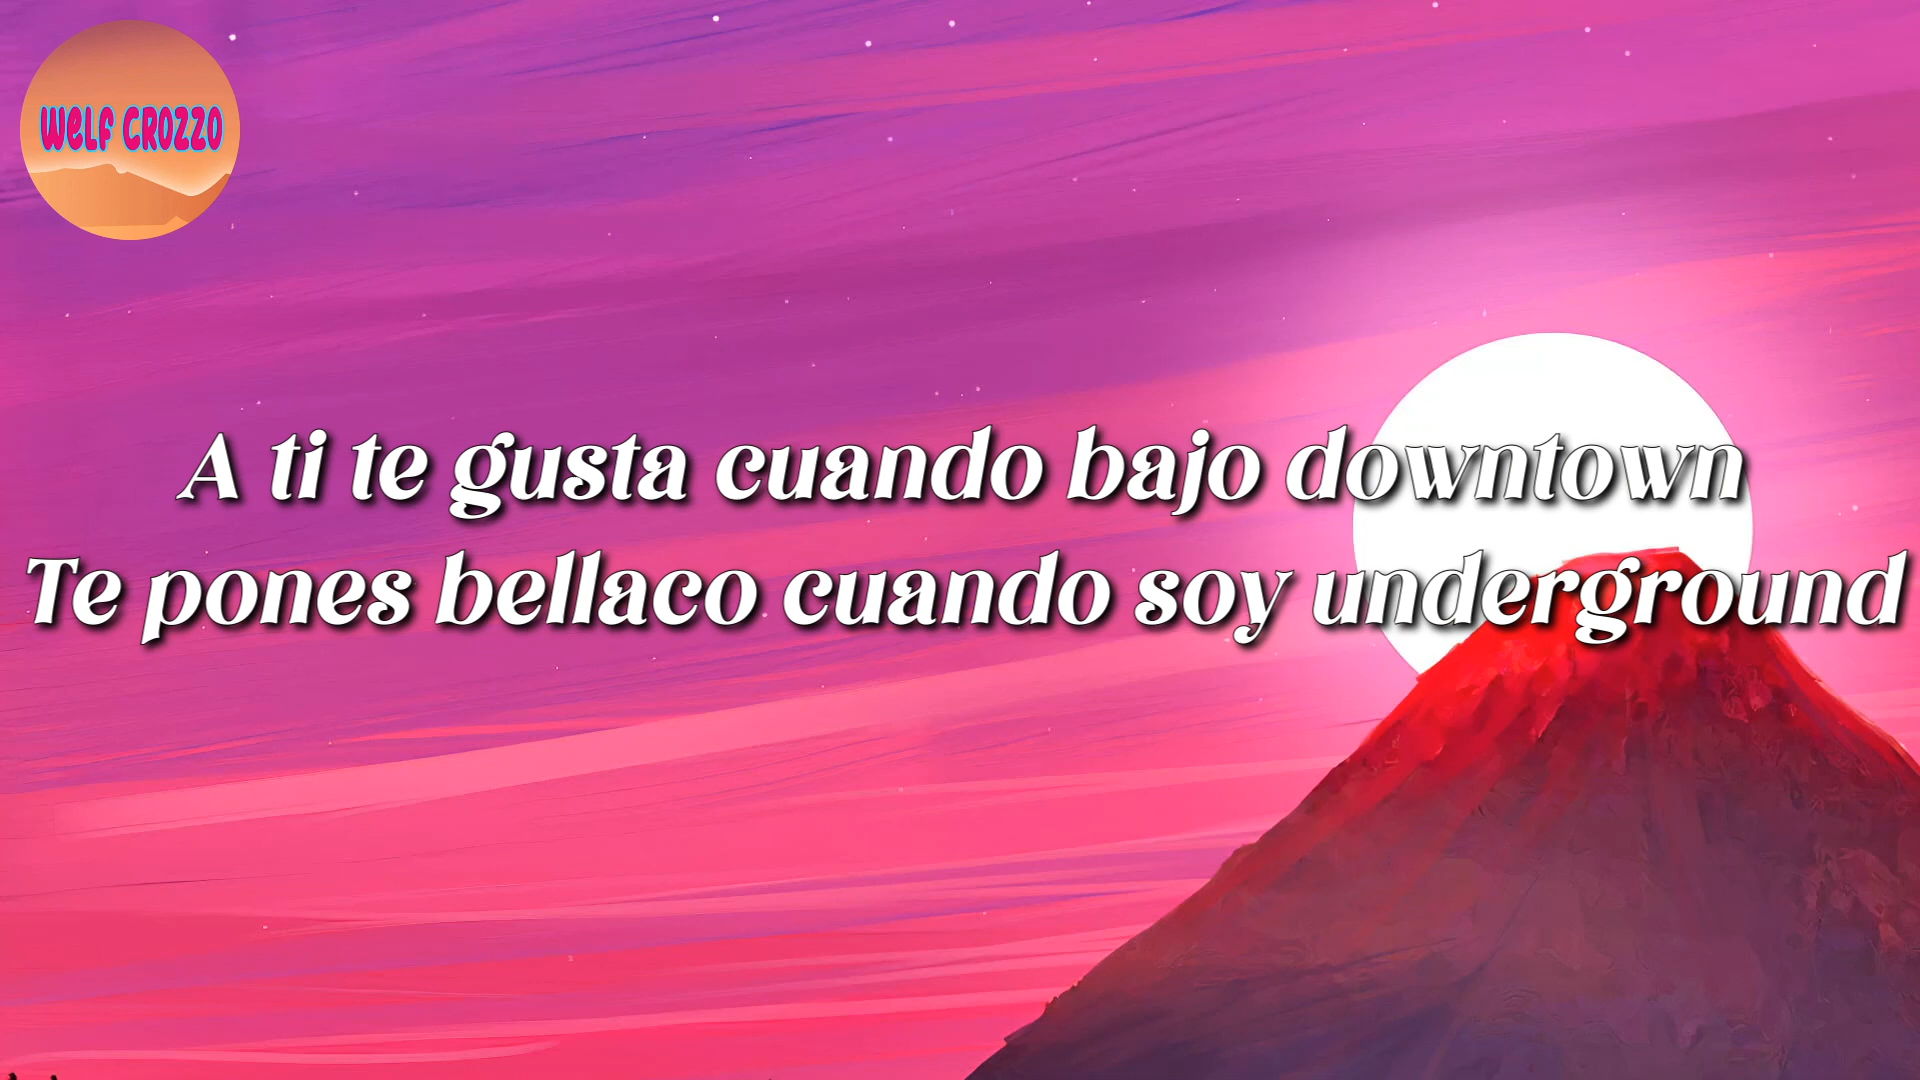 WELF CROZZO
A ti te gusta cuando bajo downtown
Te pones bellaco cuando soy underground